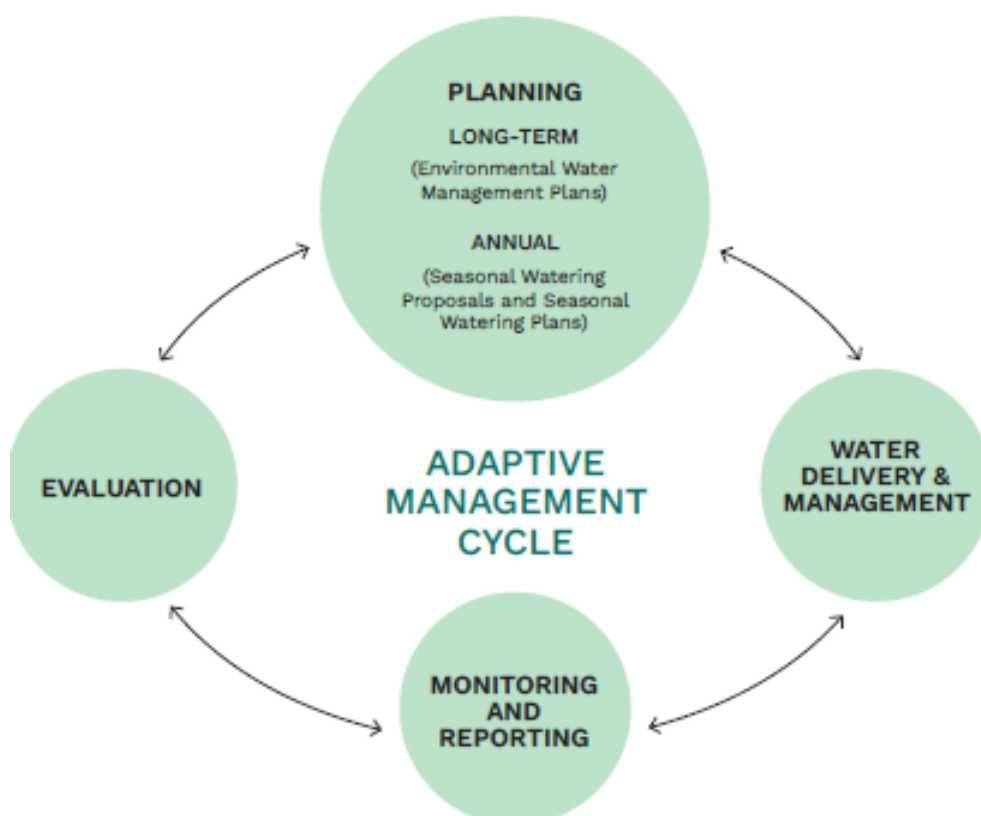 PLANNING
LONG-TERM
(Environmental Water
Management Plans)
ANNUAL
(Seasonal Watering
Proposals and Seasonal
Watering Plans)
EVALUATION
ADAPTIVE
MANAGEMENT
CYCLE
WATER
DELIVERY &
MANAGEMENT
MONITORING
AND
REPORTING